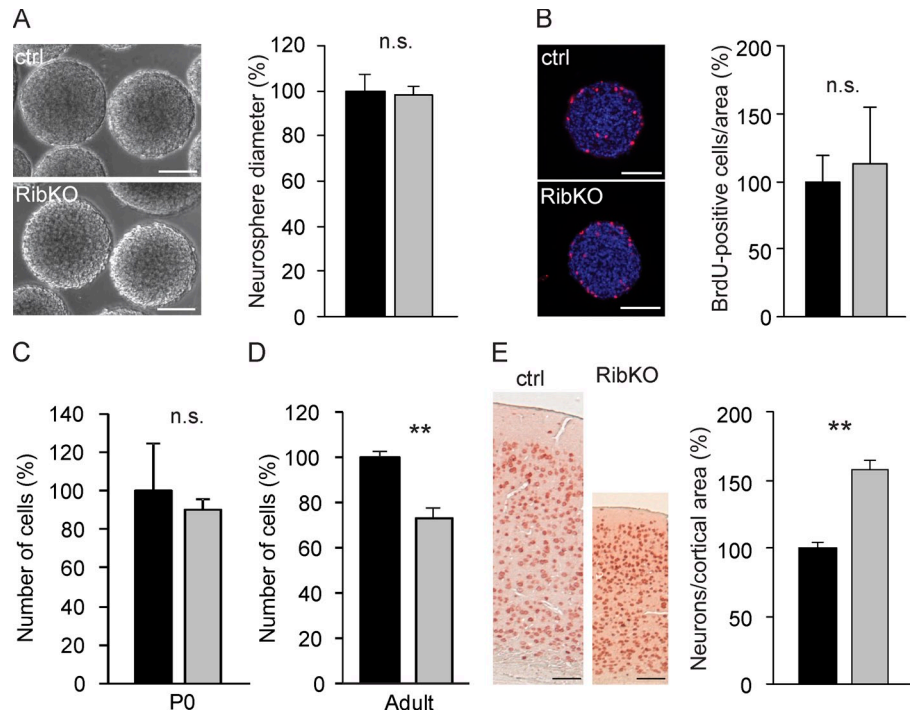 A
ctrl
RibKO
Neurosphere diameter (%)
120
100
80
60
40
20
0
n.s.
B
ctrl
RibKO
BrdU-positive cells/area (%)
200
150
100
50
0
n.s.
C
Number of cells (%)
140
120
100
80
60
40
20
0
n.s.
P0
D
Number of cells (%)
120
100
80
60
40
20
0
**
Adult
E
ctrl
RibKO
Neurons/cortical area (%)
200
150
100
50
0
**